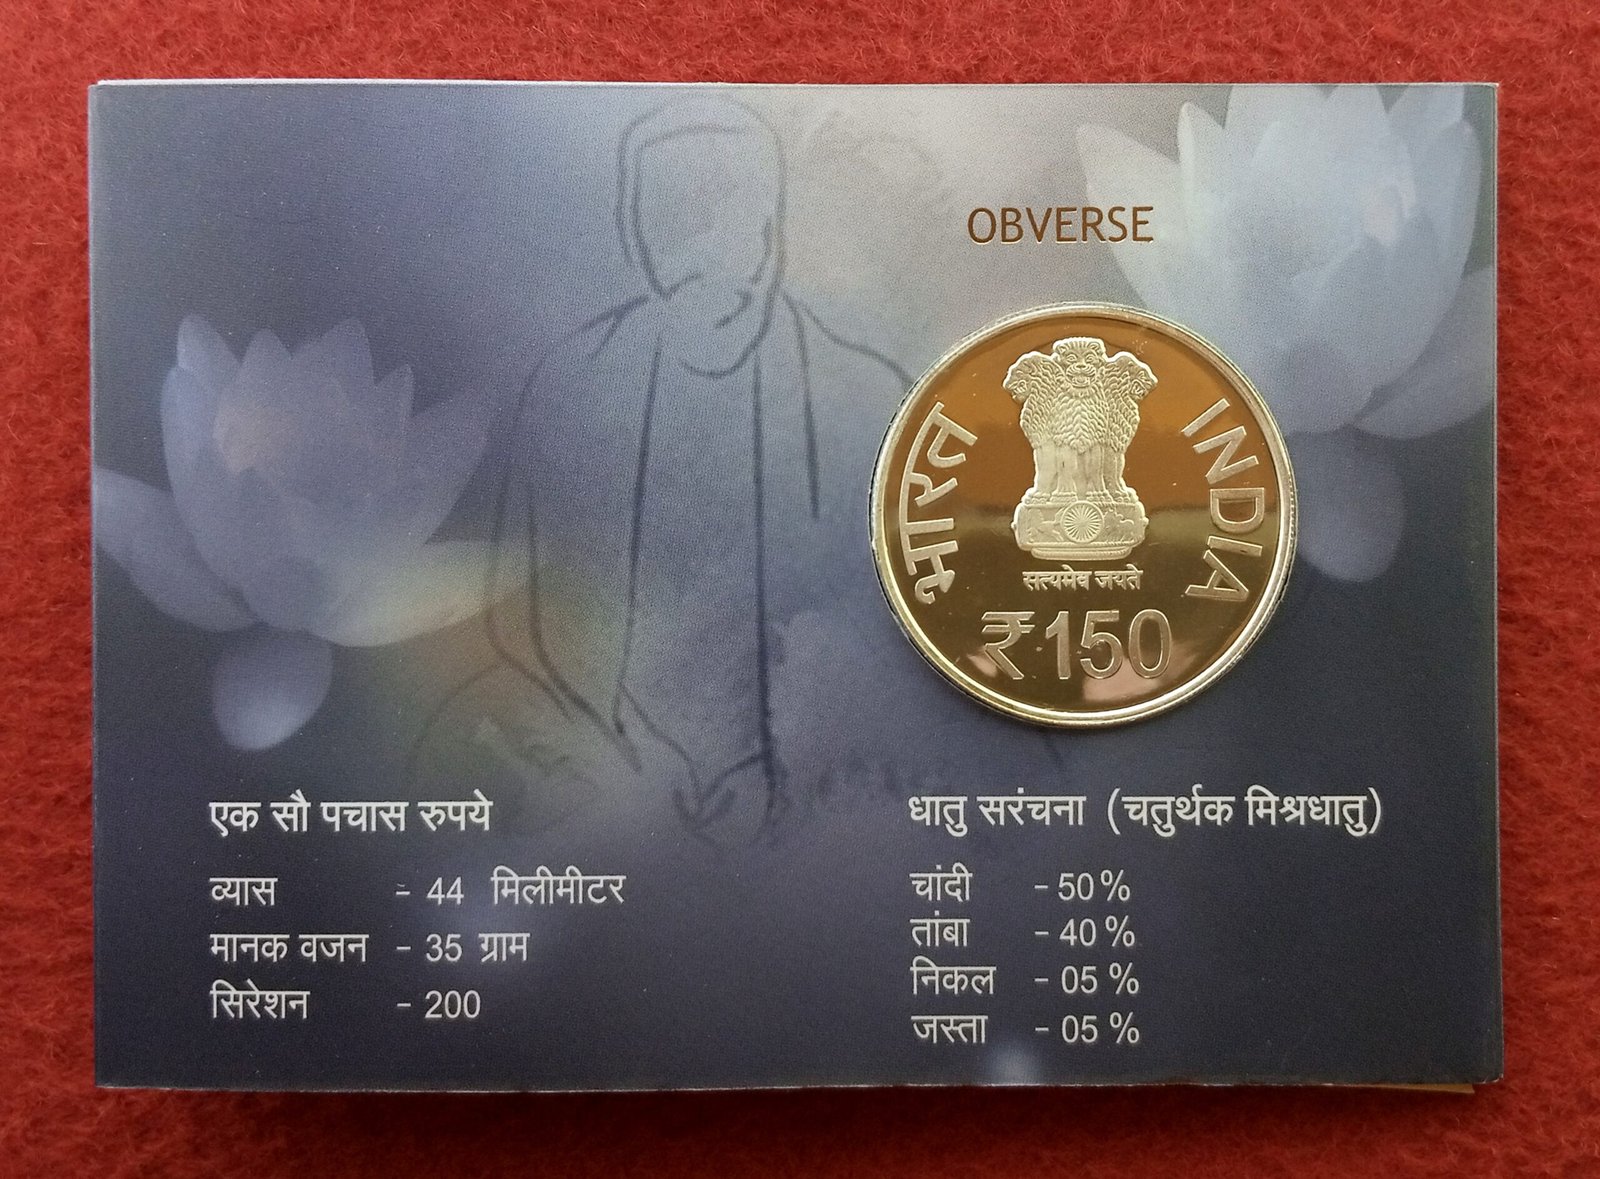 OBVERSE
भारत
INDIA
सत्यमेव जयते
₹150
एक सौ पचास रुपये
व्यास - 44 मिलीमीटर
मानक वजन - 35 ग्राम
सिरेशन - 200
धातु सरंचना (चतुर्थक मिश्रधातु)
चांदी - 50%
तांबा - 40%
निकल - 05 %
जस्ता - 05 %